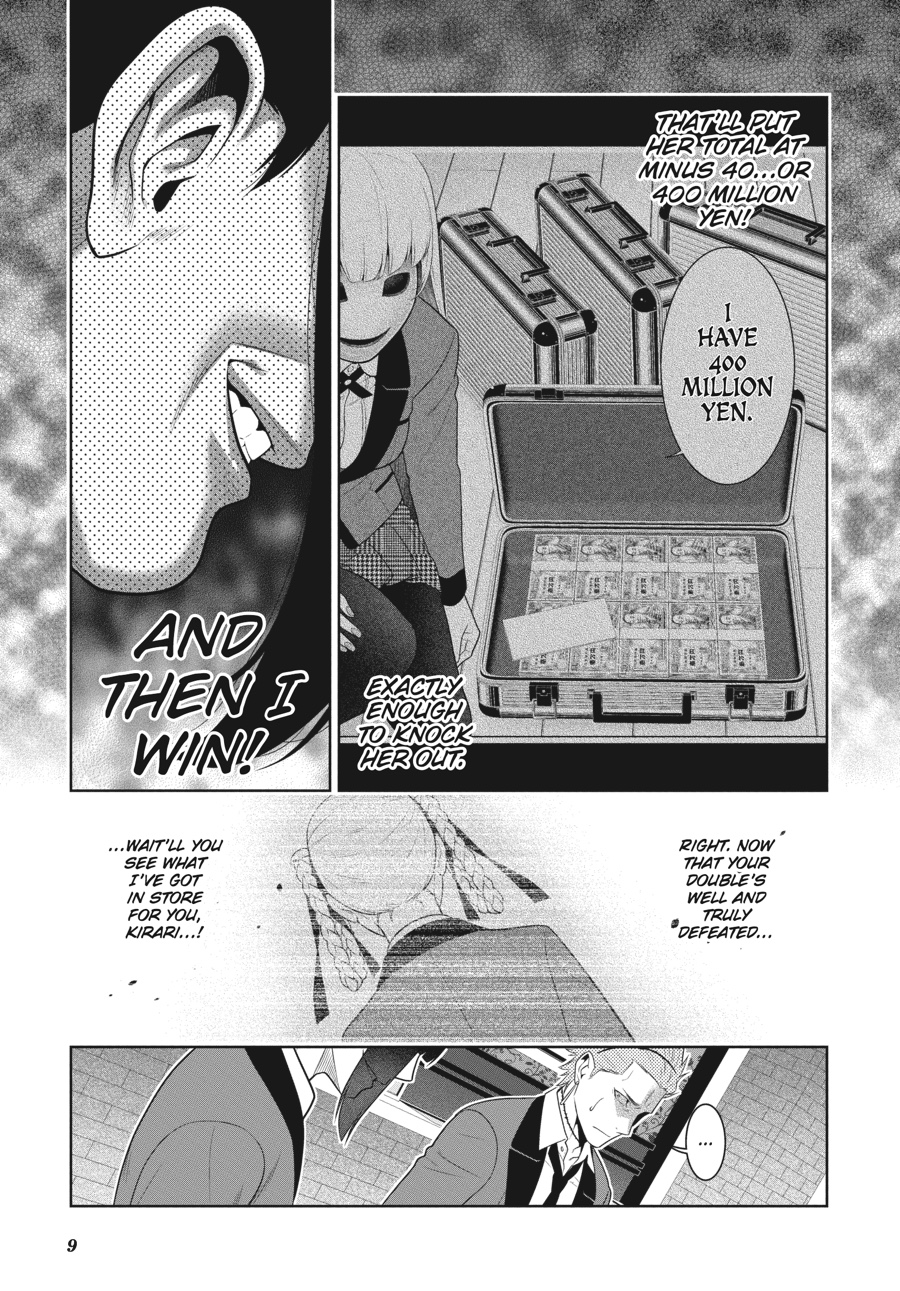 THAT'LL PUT
HER TOTAL AT
MINUS 40...OR
400 MILLION
YEN!
I
HAVE
400
MILLION
YEN.
EXACTLY
ENOUGH
TO KNOCK
HER OUT.
AND
THEN I
WIN!
RIGHT. NOW
THAT YOUR
DOUBLE'S
WELL AND
TRULY
DEFEATED...
...WAIT'LL YOU
SEE WHAT
I'VE GOT
IN STORE
FOR YOU,
KIRARI...!
...
9